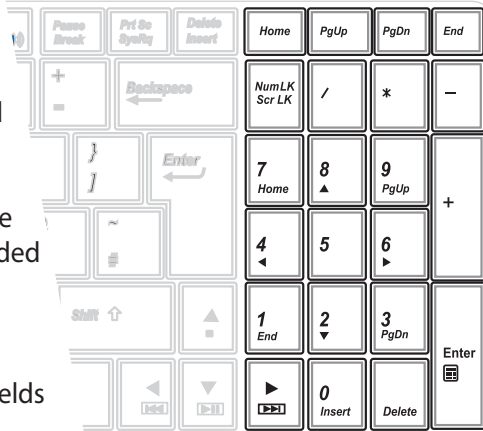 Pause Break
Prt Sc SysRq
Delete Insert
Home
PgUp
PgDn
End
+ =
Backspace
NumLK
Scr LK
/
*
-
}
]
Enter
7
Home
8
9
PgUp
+
e
ded
~
#
4
5
6
Shift
1
End
2
3
PgDn
Enter
elds
0
Insert
Delete